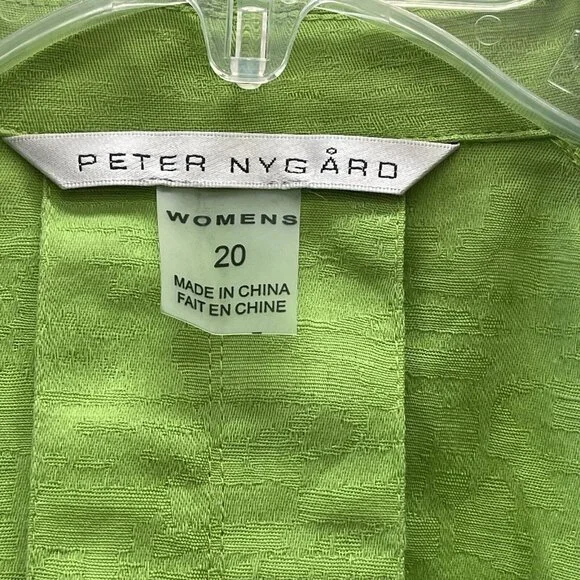 PETER NYGÅRD
WOMENS
20
MADE IN CHINA
FAIT EN CHINE